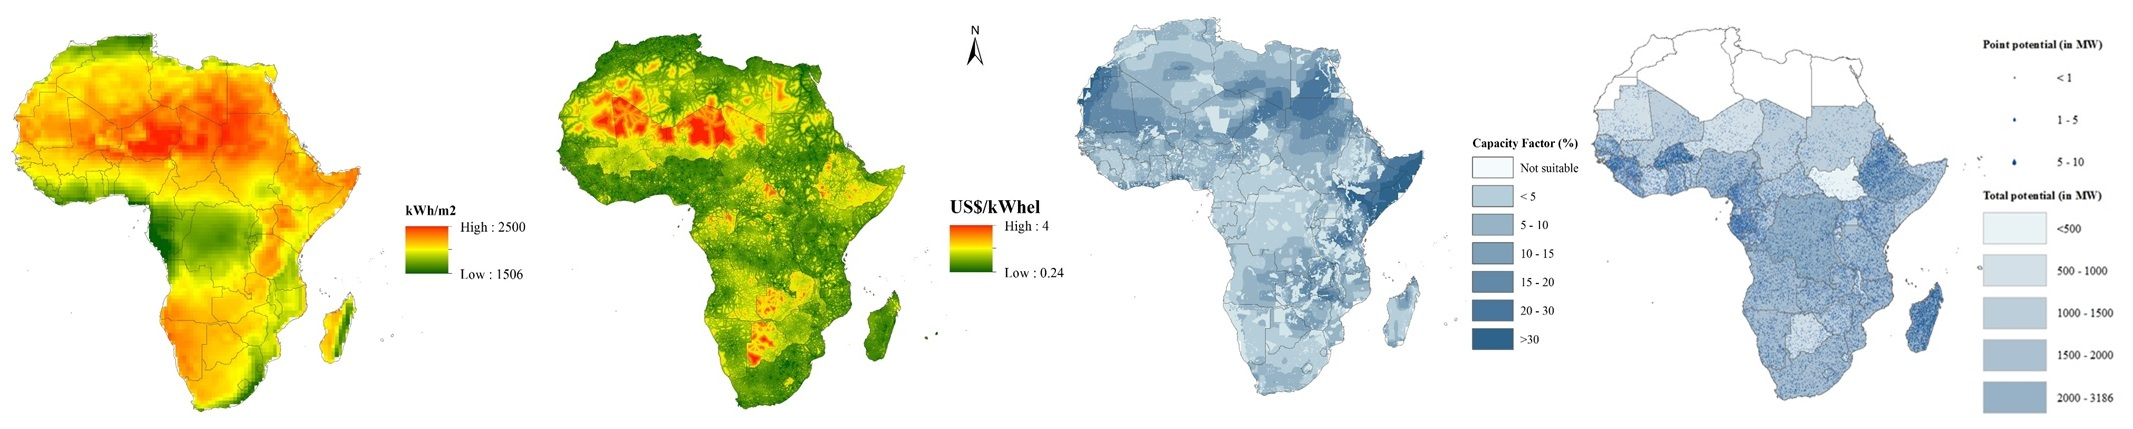 kWh/m2
High : 2500
Low : 1506
N
US$/kWhel
High : 4
Low : 0.24
Capacity Factor (%)
Not suitable
< 5
5 - 10
10 - 15
15 - 20
20 - 30
>30
Point potential (in MW)
< 1
1 - 5
5 - 10
Total potential (in MW)
<500
500 - 1000
1000 - 1500
1500 - 2000
2000 - 3186